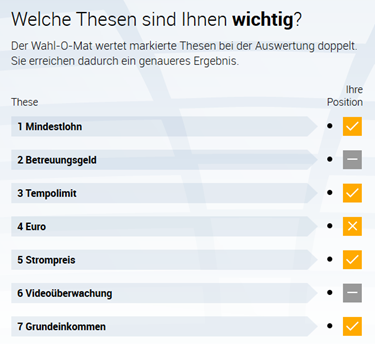 Welche Thesen sind Ihnen wichtig?
Der Wahl-O-Mat wertet markierte Thesen bei der Auswertung doppelt.
Sie erreichen dadurch ein genaueres Ergebnis.
These
Ihre
Position
1 Mindestlohn
2 Betreuungsgeld
3 Tempolimit
4 Euro
5 Strompreis
6 Videoüberwachung
7 Grundeinkommen